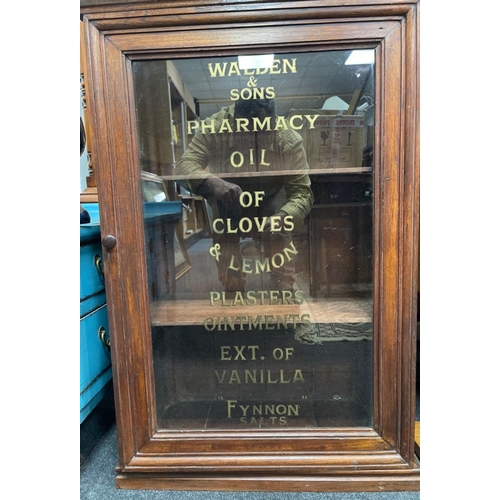 WALDEN
&
SONS
PHARMACY
OIL
OF
CLOVES
& LEMON
PLASTERS
OINTMENTS
EXT. OF
VANILLA
"FYNNON
SALTS